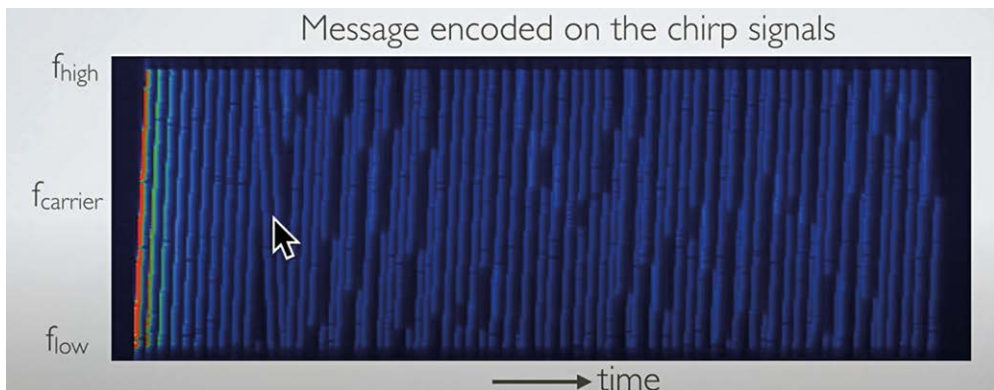 Message encoded on the chirp signals
fhigh
fcarrier
flow
time